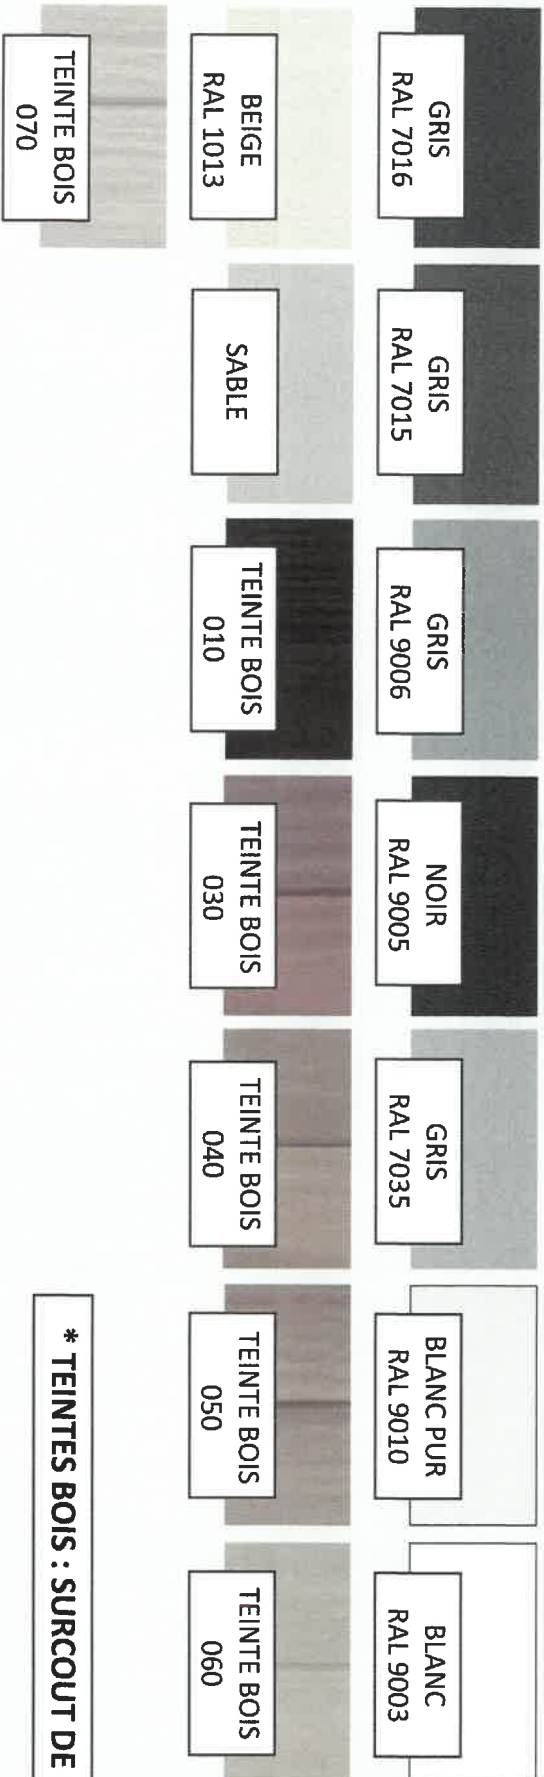 GRIS
RAL 7016
GRIS
RAL 7015
GRIS
RAL 9006
NOIR
RAL 9005
GRIS
RAL 7035
BLANC PUR
RAL 9010
BLANC
RAL 9003
BEIGE
RAL 1013
SABLE
TEINTE BOIS
010
TEINTE BOIS
030
TEINTE BOIS
040
TEINTE BOIS
050
TEINTE BOIS
060
TEINTE BOIS
070
* TEINTES BOIS : SURCOUT DE